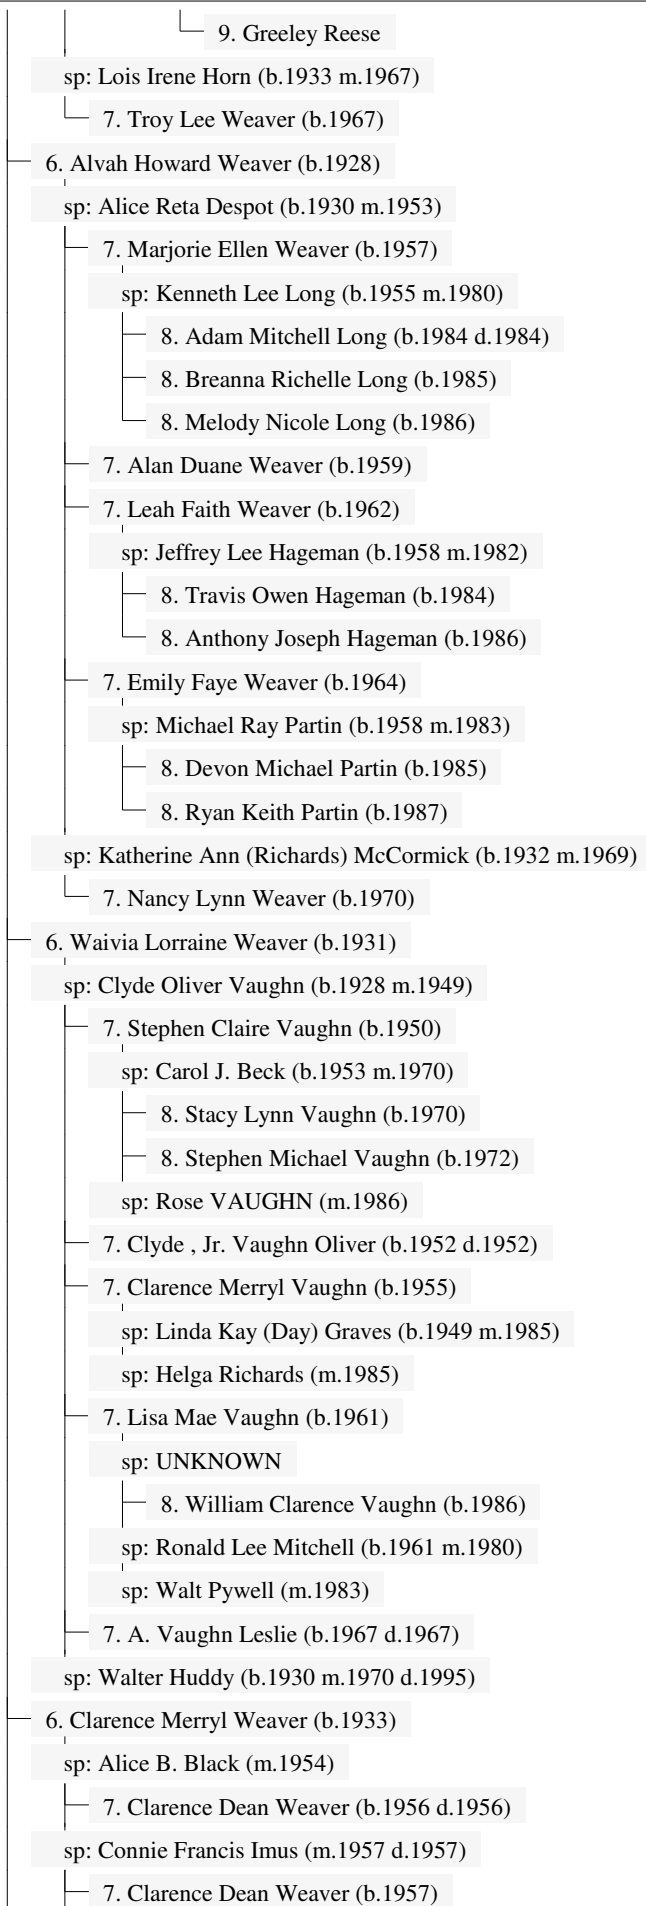 9. Greeley Reese
sp: Lois Irene Horn (b.1933 m.1967)
7. Troy Lee Weaver (b.1967)
6. Alvah Howard Weaver (b.1928)
sp: Alice Reta Despot (b.1930 m.1953)
7. Marjorie Ellen Weaver (b.1957)
sp: Kenneth Lee Long (b.1955 m.1980)
8. Adam Mitchell Long (b.1984 d.1984)
8. Breanna Richelle Long (b.1985)
8. Melody Nicole Long (b.1986)
7. Alan Duane Weaver (b.1959)
7. Leah Faith Weaver (b.1962)
sp: Jeffrey Lee Hageman (b.1958 m.1982)
8. Travis Owen Hageman (b.1984)
8. Anthony Joseph Hageman (b.1986)
7. Emily Faye Weaver (b.1964)
sp: Michael Ray Partin (b.1958 m.1983)
8. Devon Michael Partin (b.1985)
8. Ryan Keith Partin (b.1987)
sp: Katherine Ann (Richards) McCormick (b.1932 m.1969)
7. Nancy Lynn Weaver (b.1970)
6. Waivia Lorraine Weaver (b.1931)
sp: Clyde Oliver Vaughn (b.1928 m.1949)
7. Stephen Claire Vaughn (b.1950)
sp: Carol J. Beck (b.1953 m.1970)
8. Stacy Lynn Vaughn (b.1970)
8. Stephen Michael Vaughn (b.1972)
sp: Rose VAUGHN (m.1986)
7. Clyde , Jr. Vaughn Oliver (b.1952 d.1952)
7. Clarence Merryl Vaughn (b.1955)
sp: Linda Kay (Day) Graves (b.1949 m.1985)
sp: Helga Richards (m.1985)
7. Lisa Mae Vaughn (b.1961)
sp: UNKNOWN
8. William Clarence Vaughn (b.1986)
sp: Ronald Lee Mitchell (b.1961 m.1980)
sp: Walt Pywell (m.1983)
7. A. Vaughn Leslie (b.1967 d.1967)
sp: Walter Huddy (b.1930 m.1970 d.1995)
6. Clarence Merryl Weaver (b.1933)
sp: Alice B. Black (m.1954)
7. Clarence Dean Weaver (b.1956 d.1956)
sp: Connie Francis Imus (m.1957 d.1957)
7. Clarence Dean Weaver (b.1957)